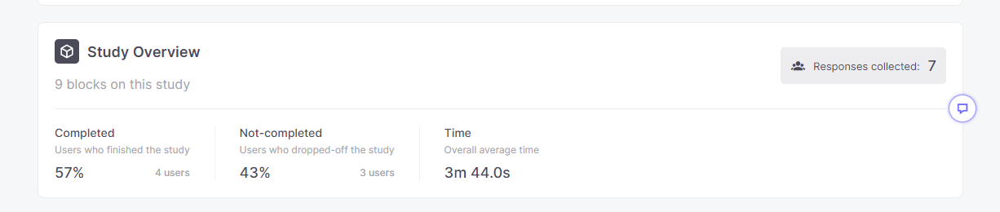 Study Overview
9 blocks on this study
Responses collected: 7
Completed
Users who finished the study
57% 4 users
Not-completed
Users who dropped-off the study
43% 3 users
Time
Overall average time
3m 44.0s